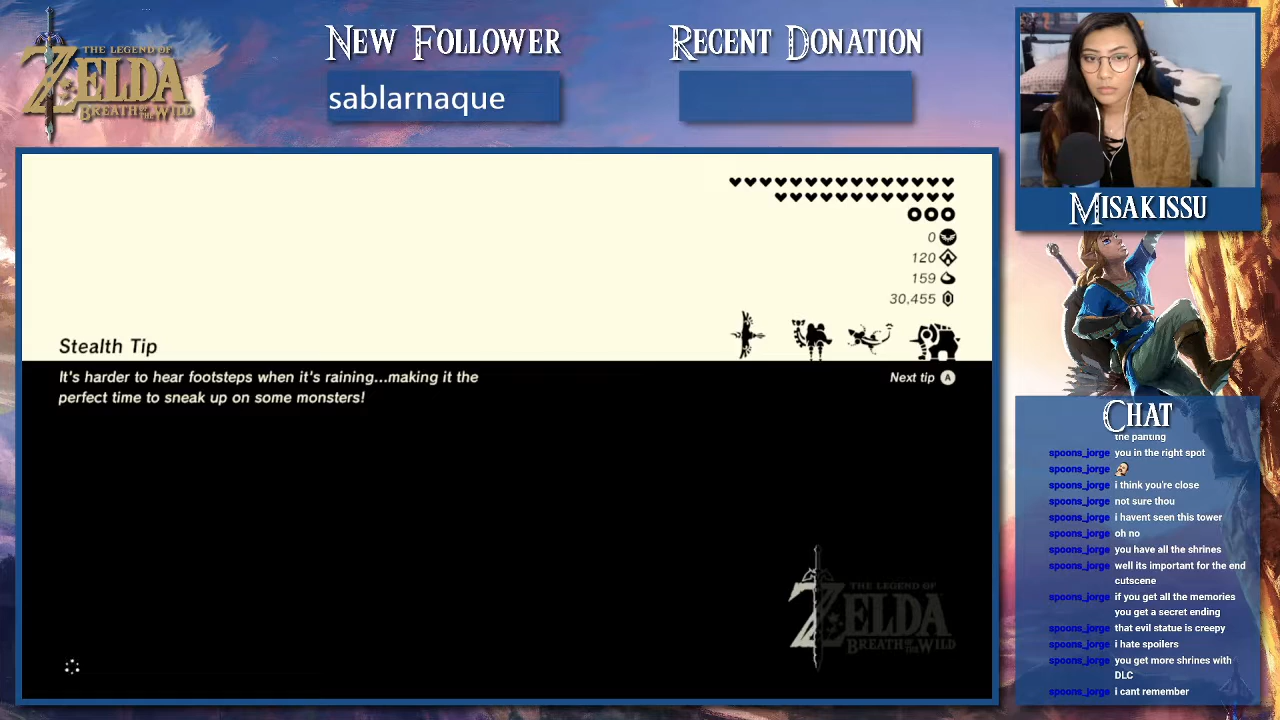 THE LEGEND OF
ZELDA
BREATH OF THE WILD
NEW FOLLOWER
sablarnaque
RECENT DONATION
MISAKISSU
0
120
159
30,455
Stealth Tip
It's harder to hear footsteps when it's raining...making it the
perfect time to sneak up on some monsters!
Next tip A
THE LEGEND OF
ZELDA
BREATH OF THE WILD
CHAT
the panting
spoons_jorge you in the right spot
spoons_jorge
spoons_jorge i think you're close
spoons_jorge not sure thou
spoons_jorge i havent seen this tower
spoons_jorge oh no
spoons_jorge you have all the shrines
spoons_jorge well its important for the end
cutscene
spoons_jorge if you get all the memories
you get a secret ending
spoons_jorge that evil statue is creepy
spoons_jorge i hate spoilers
spoons_jorge you get more shrines with
DLC
spoons_jorge i cant remember